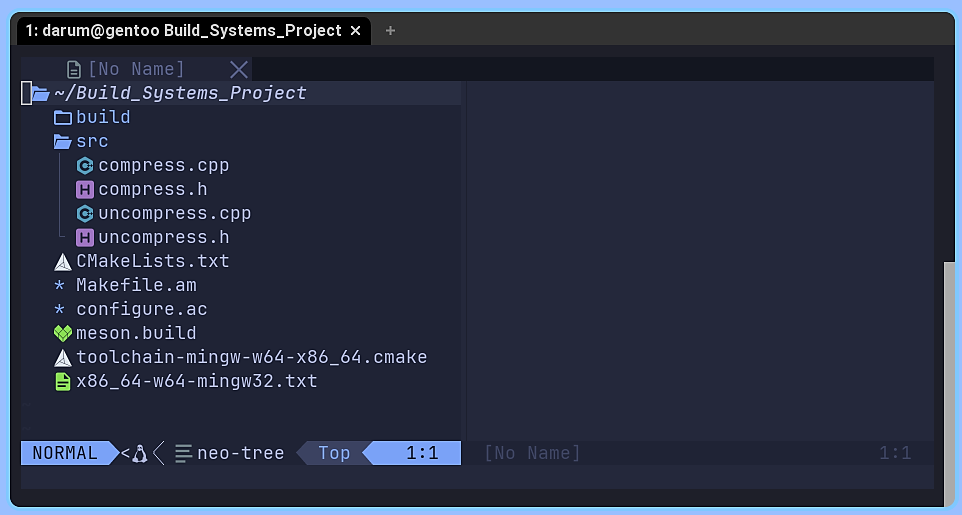 1: darum@gentoo Build_Systems_Project × +
[No Name]
~/Build_Systems_Project
build
src
compress.cpp
compress.h
uncompress.cpp
uncompress.h
CMakeLists.txt
* Makefile.am
* configure.ac
meson.build
toolchain-mingw-w64-x86_64.cmake
x86_64-w64-mingw32.txt
NORMAL < neo-tree Top 1:1 [No Name] 1:1